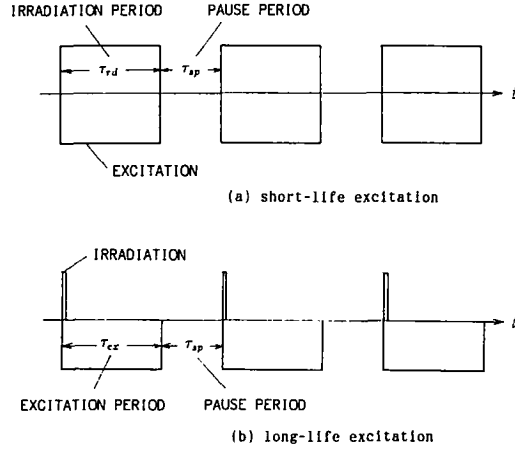 IRRADIATION PERIOD PAUSE PERIOD
τrd τsp
t
EXCITATION
(a) short-life excitation
IRRADIATION
t
τex τsp
EXCITATION PERIOD PAUSE PERIOD
(b) long-life excitation